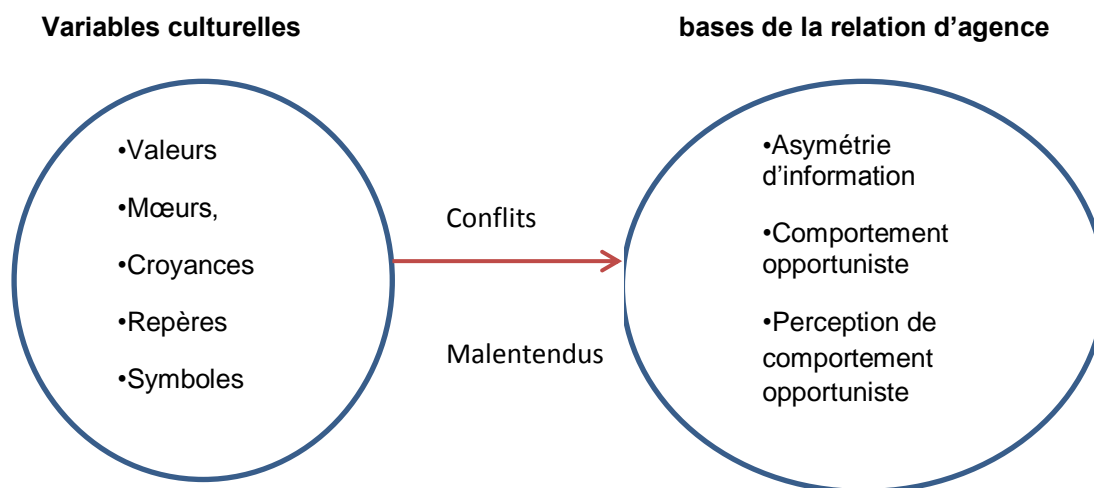 Variables culturelles
bases de la relation d’agence
•Valeurs
•Mœurs,
•Croyances
•Repères
•Symboles
Conflits
Malentendus
•Asymétrie
d’information
•Comportement
opportuniste
•Perception de
comportement
opportuniste